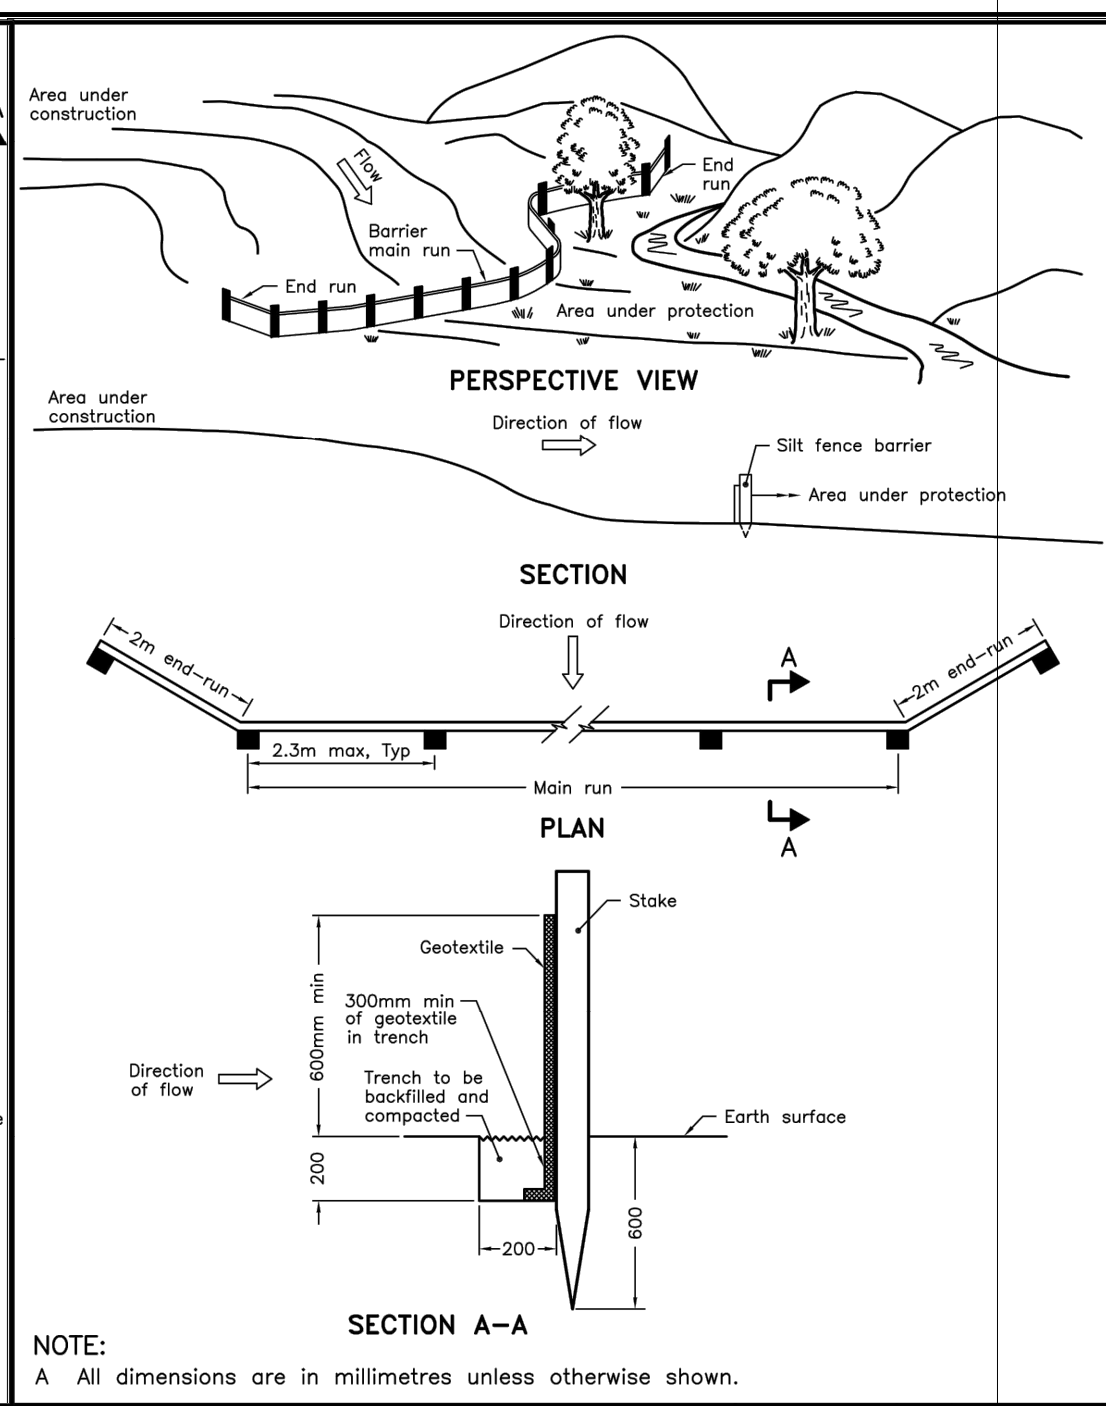 Area under
construction
Flow
End
run
Barrier
main run
End run
Area under protection
PERSPECTIVE VIEW
Area under
construction
Direction of flow
Silt fence barrier
Area under protection
SECTION
Direction of flow
2m end-run
A
2m end-run
2.3m max, Typ
Main run
PLAN
A
Stake
Geotextile
600mm min
300mm min
of geotextile
in trench
Direction
of flow
Trench to be
backfilled and
compacted
Earth surface
200
600
200
SECTION A-A
NOTE:
A All dimensions are in millimetres unless otherwise shown.